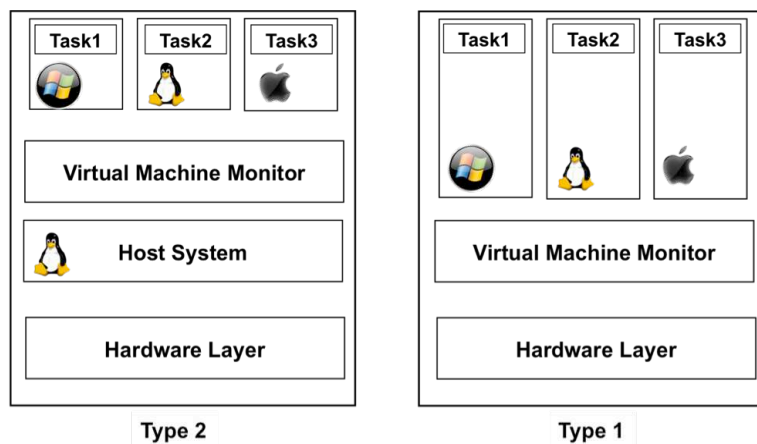 Task1
Task2
Task3
Virtual Machine Monitor
Host System
Hardware Layer
Type 2
Task1
Task2
Task3
Virtual Machine Monitor
Hardware Layer
Type 1